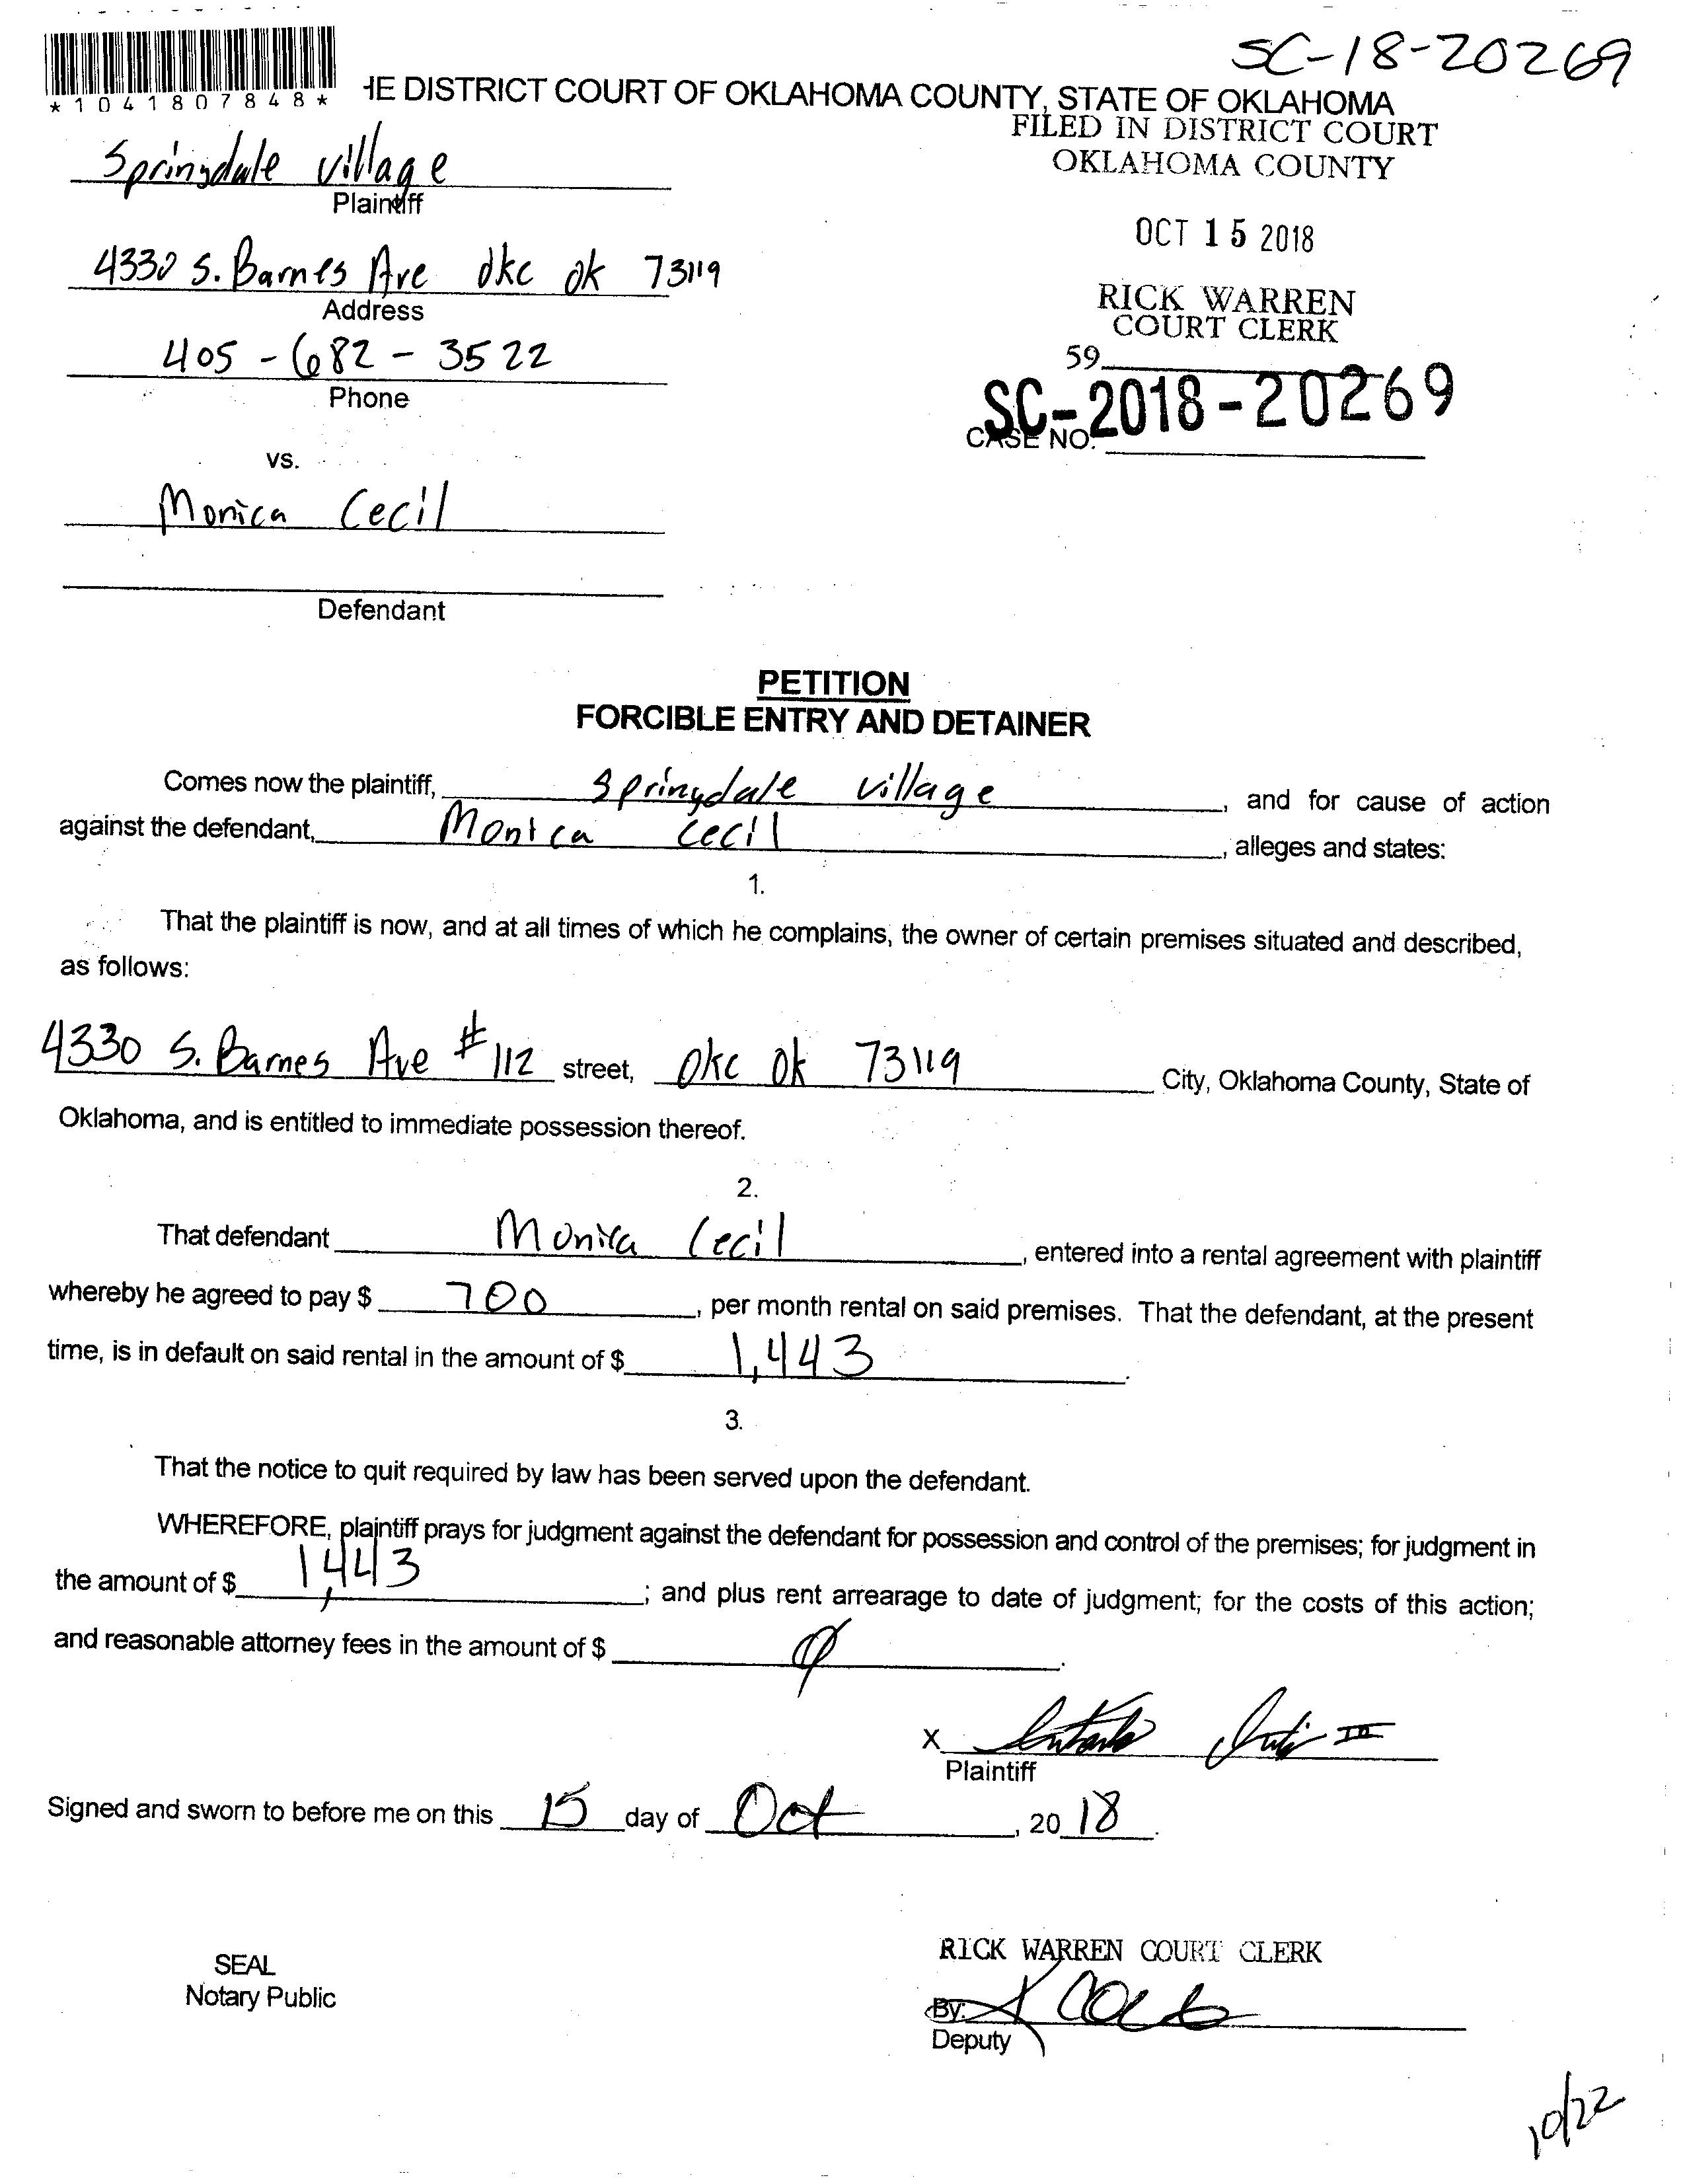 SC-18-20269
*1041807848*
HE DISTRICT COURT OF OKLAHOMA COUNTY, STATE OF OKLAHOMA
FILED IN DISTRICT COURT
OKLAHOMA COUNTY
Springdale Village
Plaintiff
OCT 15 2018
4330 S. Barnes Ave okc ok 73119
Address
RICK WARREN
COURT CLERK
405-682-3522
Phone
59
SC-2018-20269
CASE NO.
vs.
Monica Cecil
Defendant
PETITION
FORCIBLE ENTRY AND DETAINER
Comes now the plaintiff, Springdale Village, and for cause of action
against the defendant, Monica Cecil, alleges and states:
1.
That the plaintiff is now, and at all times of which he complains, the owner of certain premises situated and described,
as follows:
4330 S. Barnes Ave #112 street, Okc Ok 73119 City, Oklahoma County, State of
Oklahoma, and is entitled to immediate possession thereof.
2.
That defendant Monica Cecil, entered into a rental agreement with plaintiff
whereby he agreed to pay $ 700, per month rental on said premises. That the defendant, at the present
time, is in default on said rental in the amount of $ 1,443.
3.
That the notice to quit required by law has been served upon the defendant.
WHEREFORE, plaintiff prays for judgment against the defendant for possession and control of the premises; for judgment in
the amount of $ 1,443; and plus rent arrearage to date of judgment; for the costs of this action;
and reasonable attorney fees in the amount of $ Ø.
X III
Plaintiff
Signed and sworn to before me on this 15 day of Oct, 20 18.
RICK WARREN COURT CLERK
SEAL
Notary Public
By:
Deputy
10/22